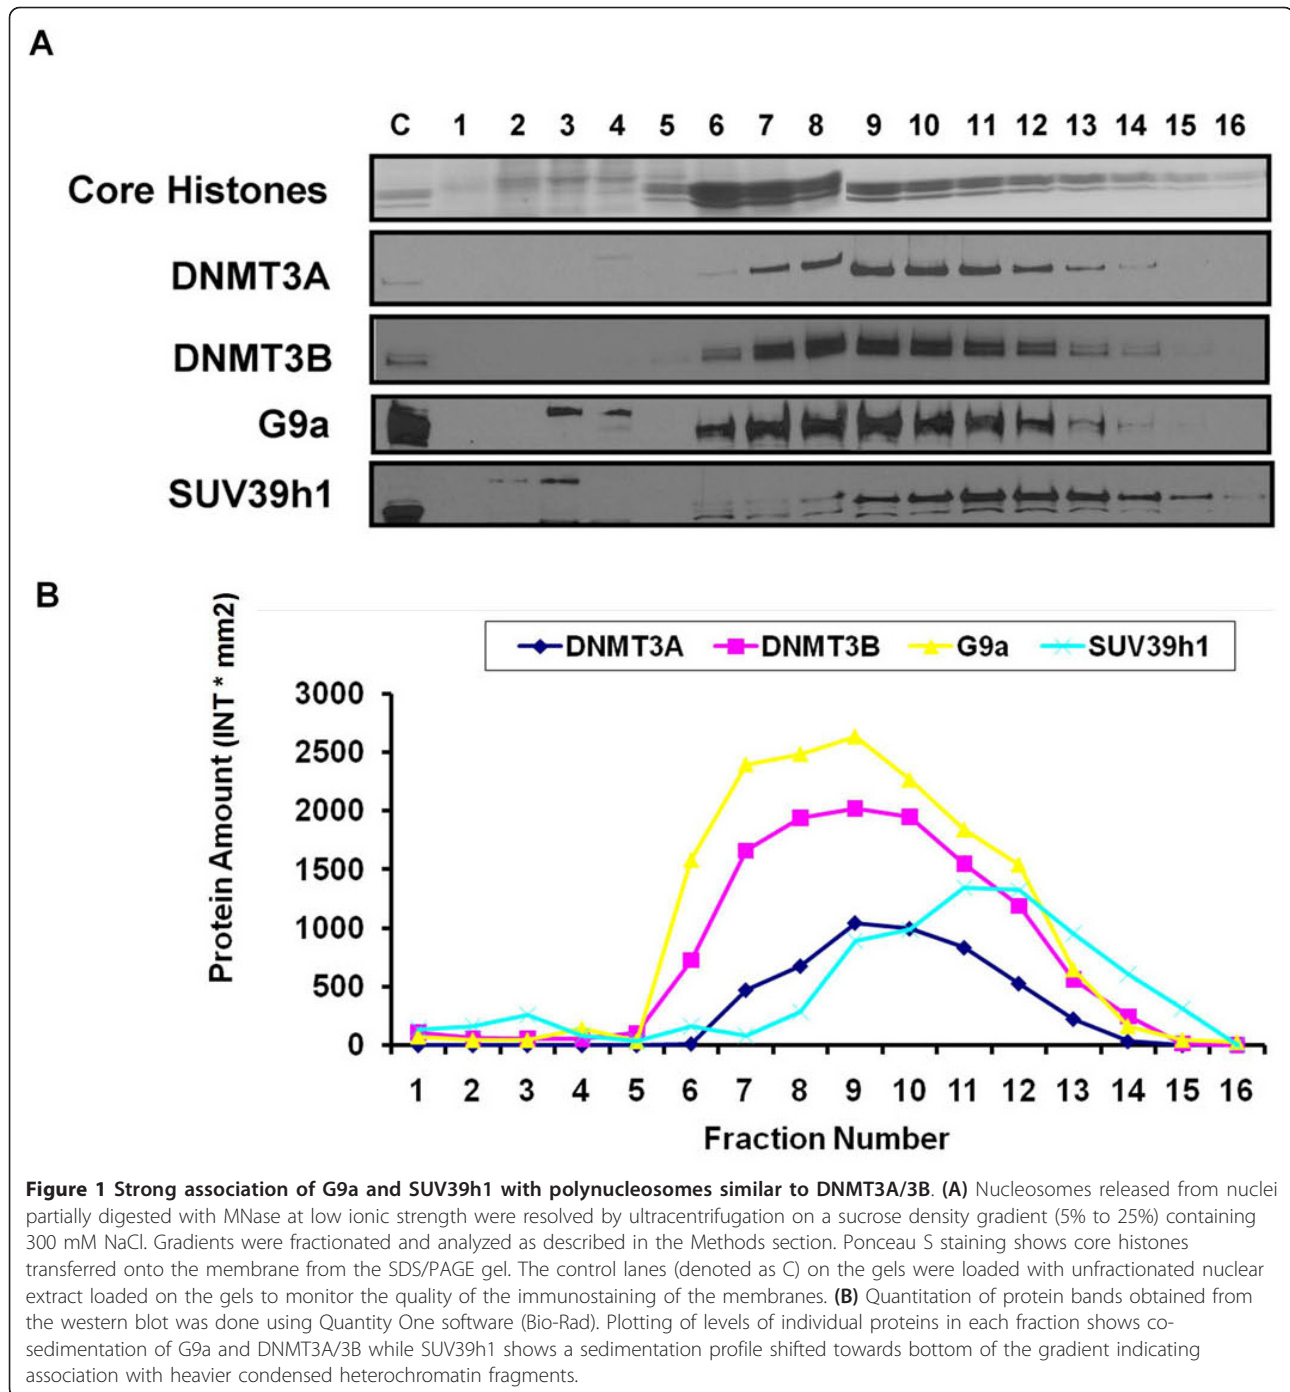 A
C 1 2 3 4 5 6 7 8 9 10 11 12 13 14 15 16
Core Histones
DNMT3A
DNMT3B
G9a
SUV39h1
B
DNMT3A DNMT3B G9a SUV39h1
Protein Amount (INT * mm2)
3000
2500
2000
1500
1000
500
0
1 2 3 4 5 6 7 8 9 10 11 12 13 14 15 16
Fraction Number
Figure 1 Strong association of G9a and SUV39h1 with polynucleosomes similar to DNMT3A/3B. (A) Nucleosomes released from nuclei
partially digested with MNase at low ionic strength were resolved by ultracentrifugation on a sucrose density gradient (5% to 25%) containing
300 mM NaCl. Gradients were fractionated and analyzed as described in the Methods section. Ponceau S staining shows core histones
transferred onto the membrane from the SDS/PAGE gel. The control lanes (denoted as C) on the gels were loaded with unfractionated nuclear
extract loaded on the gels to monitor the quality of the immunostaining of the membranes. (B) Quantitation of protein bands obtained from
the western blot was done using Quantity One software (Bio-Rad). Plotting of levels of individual proteins in each fraction shows co-
sedimentation of G9a and DNMT3A/3B while SUV39h1 shows a sedimentation profile shifted towards bottom of the gradient indicating
association with heavier condensed heterochromatin fragments.